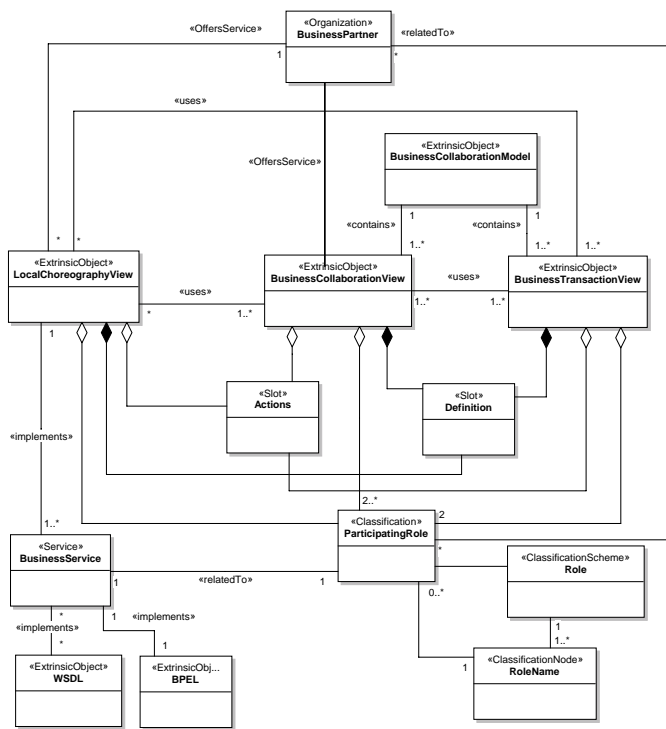 «Organization»
BusinessPartner
«OffersService»
1
«relatedTo»
*
«uses»
«OffersService»
«ExtrinsicObject»
BusinessCollaborationModel
1
1
«contains»
«contains»
*
*
1..*
1..*
1..*
«ExtrinsicObject»
LocalChoreographyView
«ExtrinsicObject»
BusinessCollaborationView
«ExtrinsicObject»
BusinessTransactionView
«uses»
*
1..*
«uses»
1..*
1..*
1
«Slot»
Actions
«Slot»
Definition
«implements»
1..*
2..*
2
«Service»
BusinessService
«Classification»
ParticipatingRole
*
«ClassificationScheme»
Role
1
«relatedTo»
1
0..*
*
«implements»
*
1
«implements»
1
1
1..*
1
«ExtrinsicObject»
WSDL
«ExtrinsicObj...
BPEL
«ClassificationNode»
RoleName